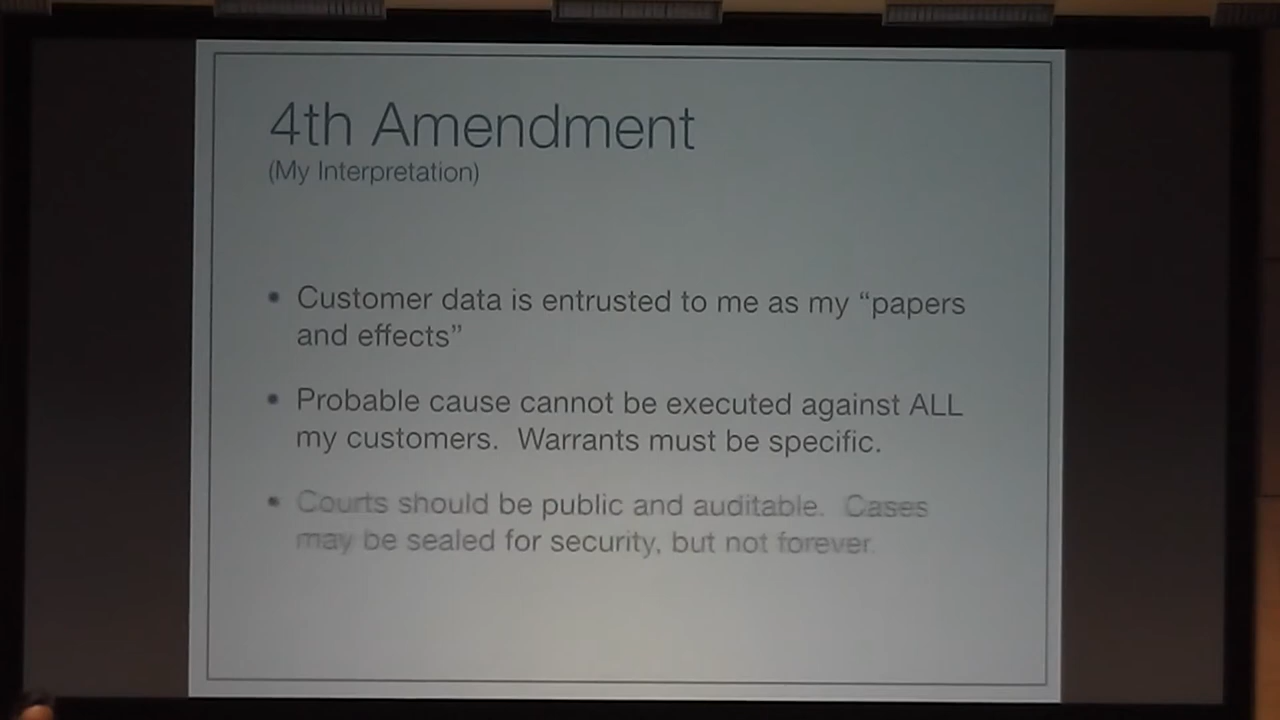 4th Amendment
(My Interpretation)
• Customer data is entrusted to me as my “papers
and effects”
• Probable cause cannot be executed against ALL
my customers.  Warrants must be specific.
• Courts should be public and auditable.  Cases
may be sealed for security, but not forever.